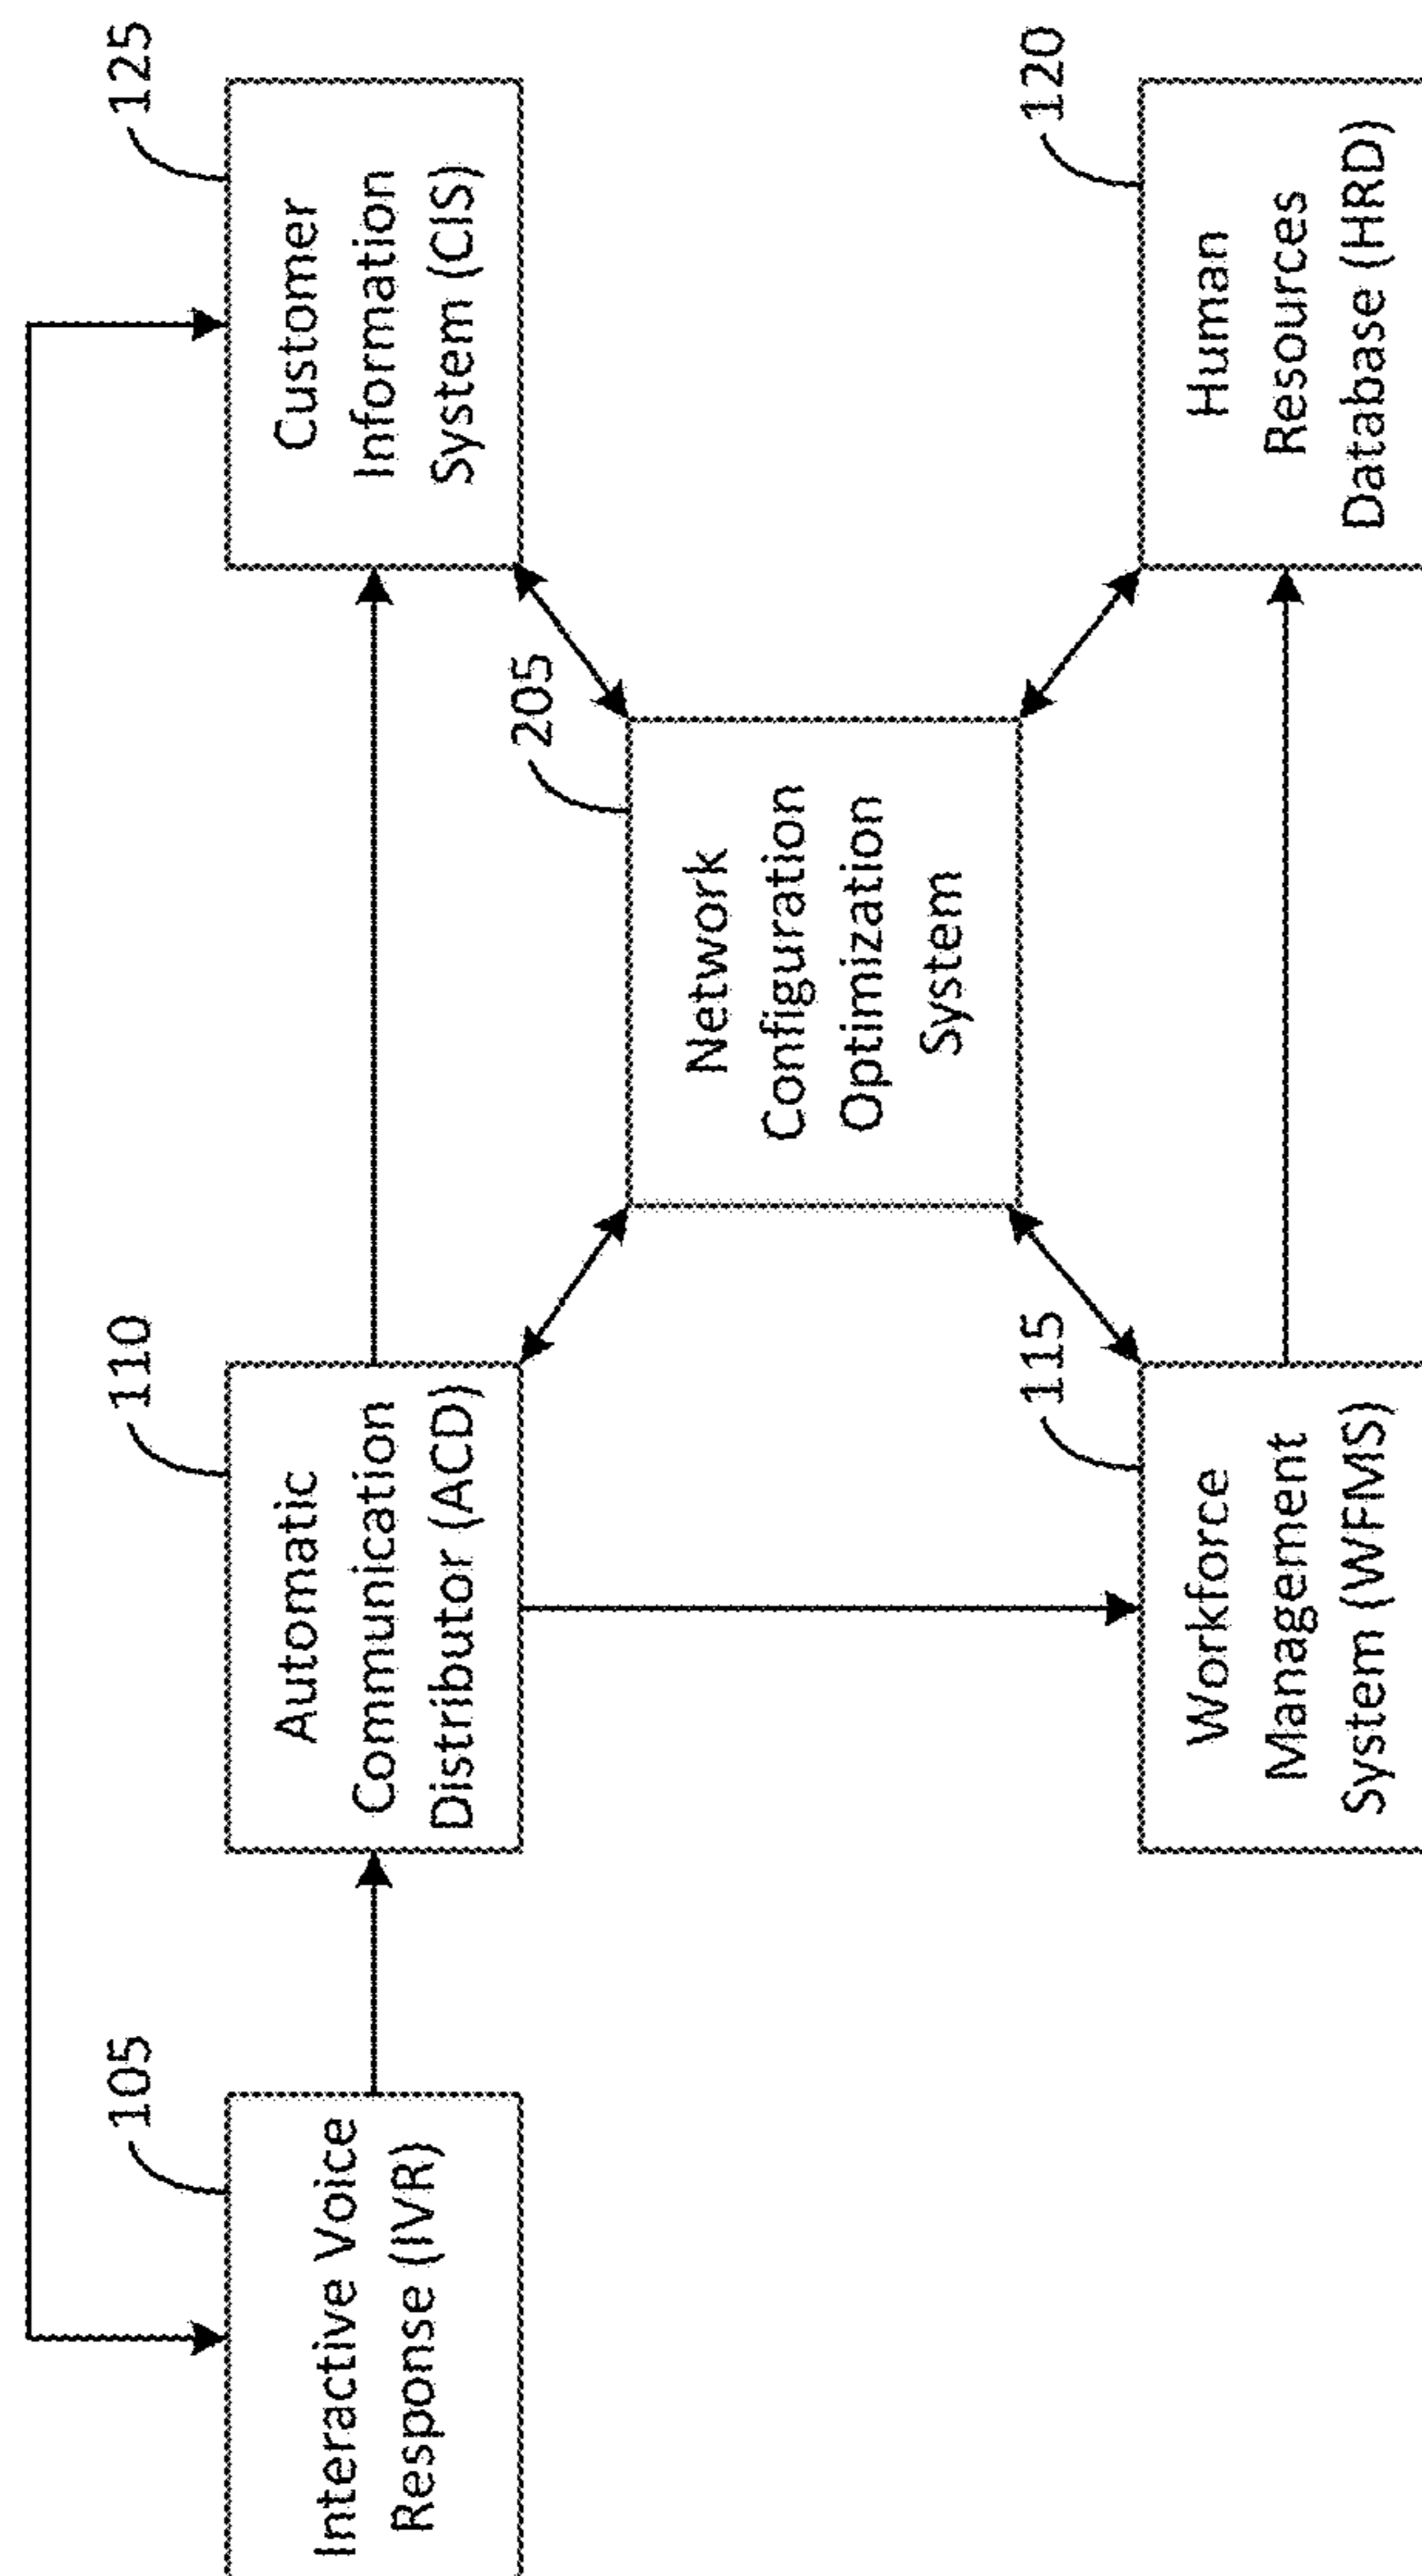 105
Interactive Voice
Response (IVR)
110
Automatic
Communication
Distributor (ACD)
125
Customer
Information
System (CIS)
205
Network
Configuration
Optimization
System
115
Workforce
Management
System (WFMS)
120
Human
Resources
Database (HRD)